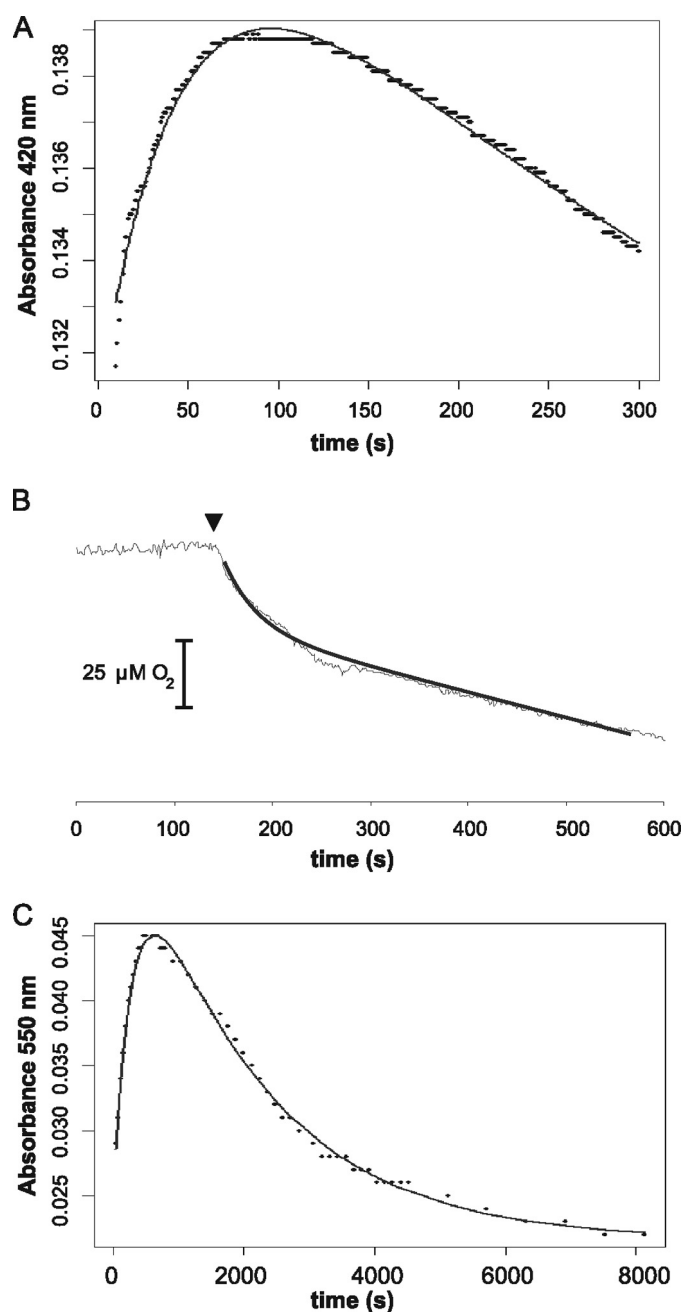 A
Absorbance 420 nm
0.138
0.136
0.134
0.132
0 50 100 150 200 250 300
time (s)
B
25 µM O2
0 100 200 300 400 500 600
time (s)
C
Absorbance 550 nm
0.045
0.040
0.035
0.030
0.025
0 2000 4000 6000 8000
time (s)